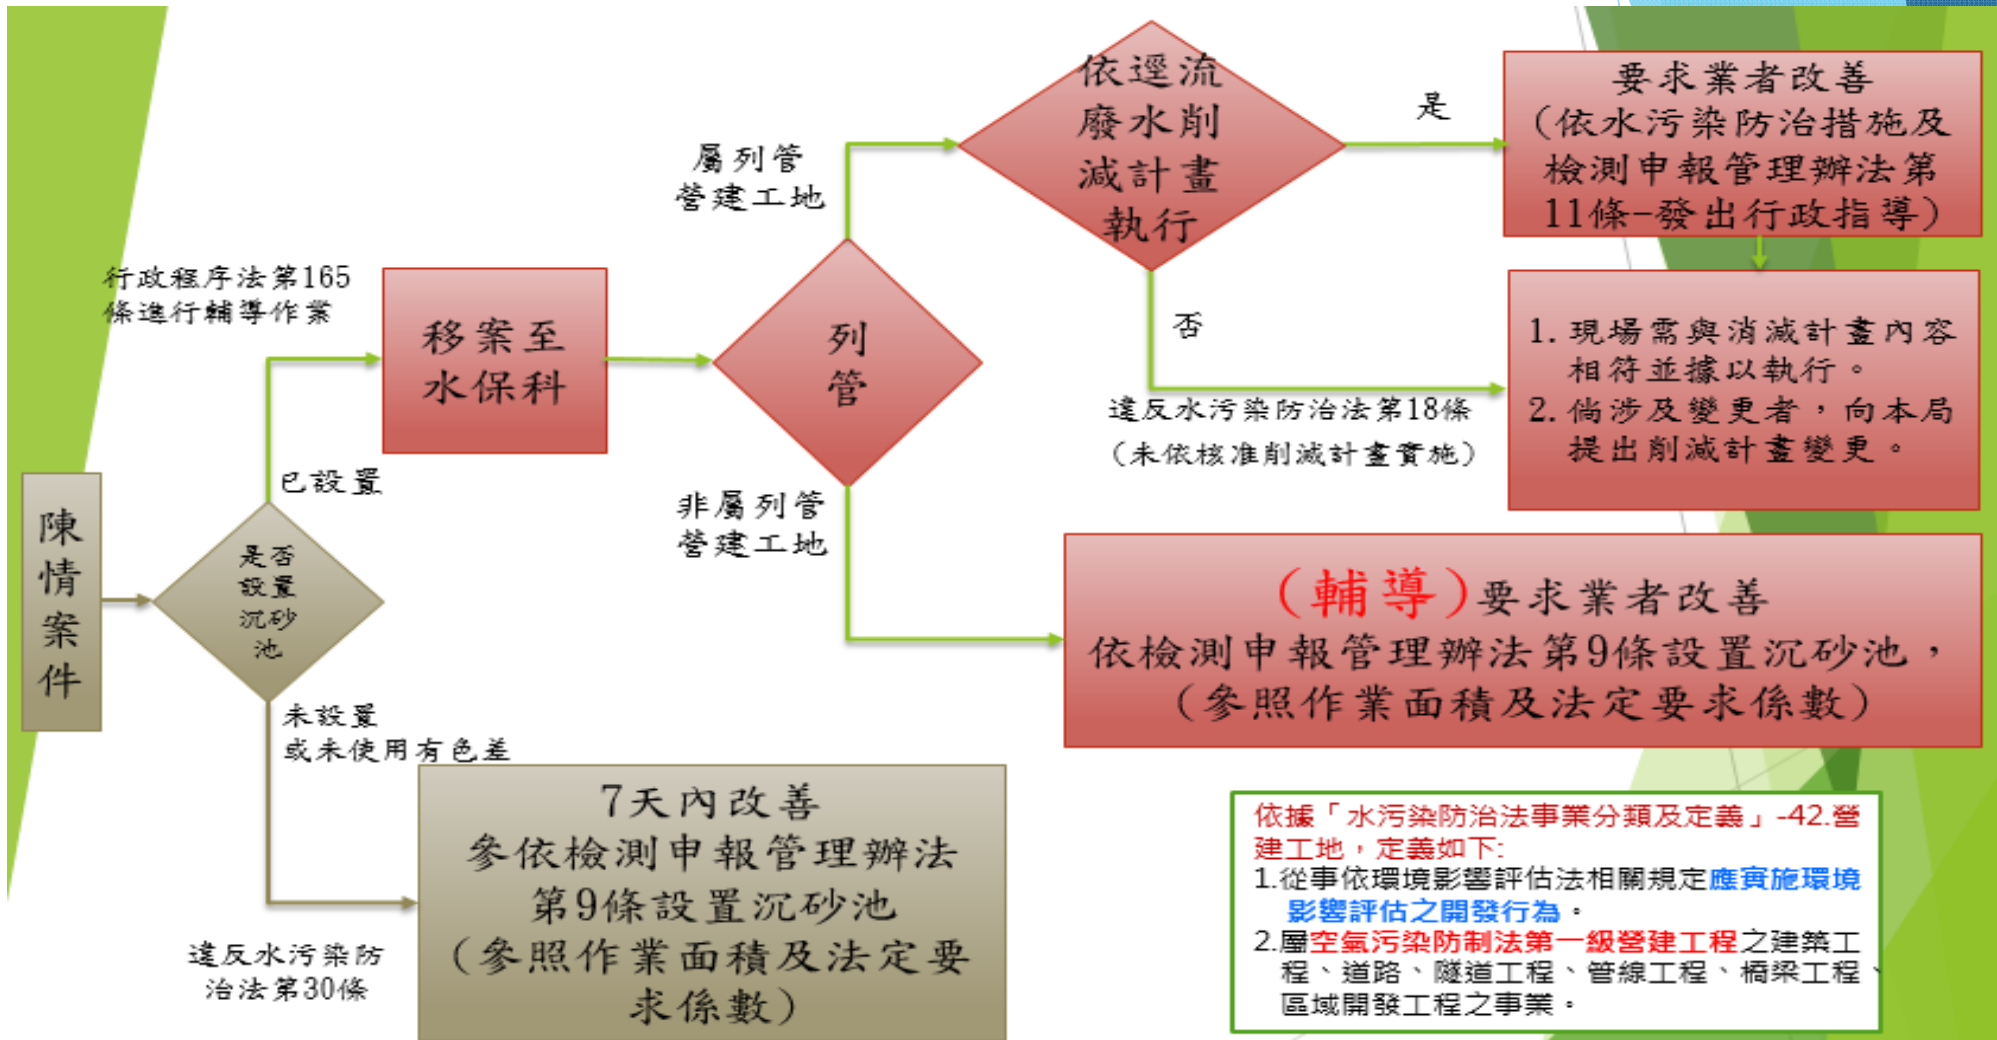 陳情案件
是否
設置
沉砂
池
已設置
行政程序法第165
條進行輔導作業
移案至
水保科
列
管
屬列管
營建工地
依逕流
廢水削
減計畫
執行
是
要求業者改善
（依水污染防治措施及
檢測申報管理辦法第
11條-發出行政指導）
否
違反水污染防治法第18條
（未依核准削減計畫實施）
1. 現場需與消減計畫內容
相符並據以執行。
2. 倘涉及變更者，向本局
提出削減計畫變更。
非屬列管
營建工地
（輔導）要求業者改善
依檢測申報管理辦法第9條設置沉砂池，
（參照作業面積及法定要求係數）
未設置
或未使用有色差
違反水污染防
治法第30條
7天內改善
參依檢測申報管理辦法
第9條設置沉砂池
（參照作業面積及法定要
求係數）
依據「水污染防治法事業分類及定義」-42.營
建工地，定義如下:
1.從事依環境影響評估法相關規定應實施環境
影響評估之開發行為。
2.屬空氣污染防制法第一級營建工程之建築工
程、道路、隧道工程、管線工程、橋梁工程、
區域開發工程之事業。